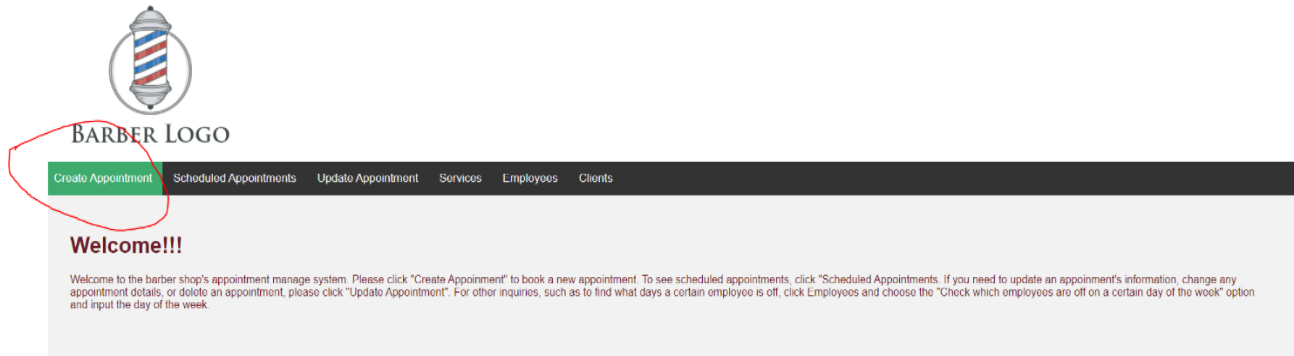 BARBER LOGO
Create Appointment Scheduled Appointments Update Appointment Services Employees Clients
Welcome!!!
Welcome to the barber shop's appointment manage system. Please click "Create Appoinment" to book a new appointment. To see scheduled appointments, click "Scheduled Appointments. If you need to update an appoinment's information, change any
appointment details, or delete an appointment, please click "Update Appointment". For other inquiries, such as to find what days a certain employee is off, click Employees and choose the "Check which employees are off on a certain day of the week" option
and input the day of the week.